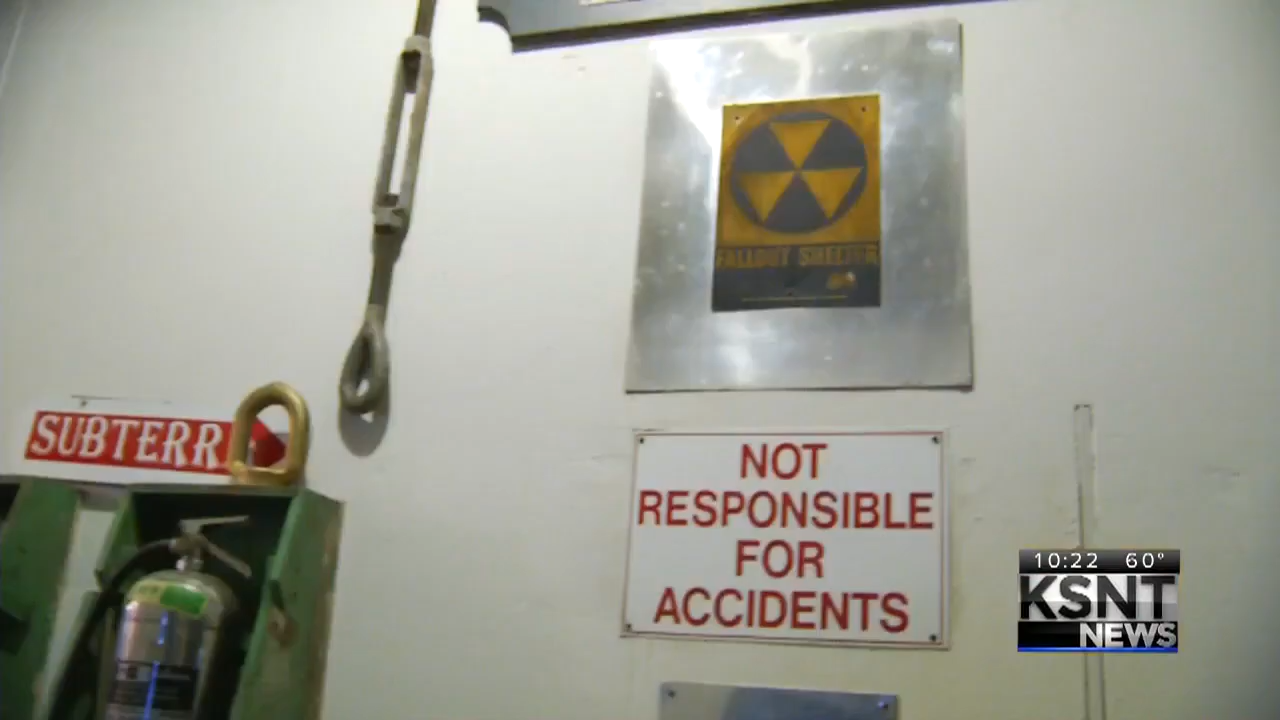 FALLOUT SHELTER
SUBTERR
NOT
RESPONSIBLE
FOR
ACCIDENTS
10:22 60°
KSNT
NEWS